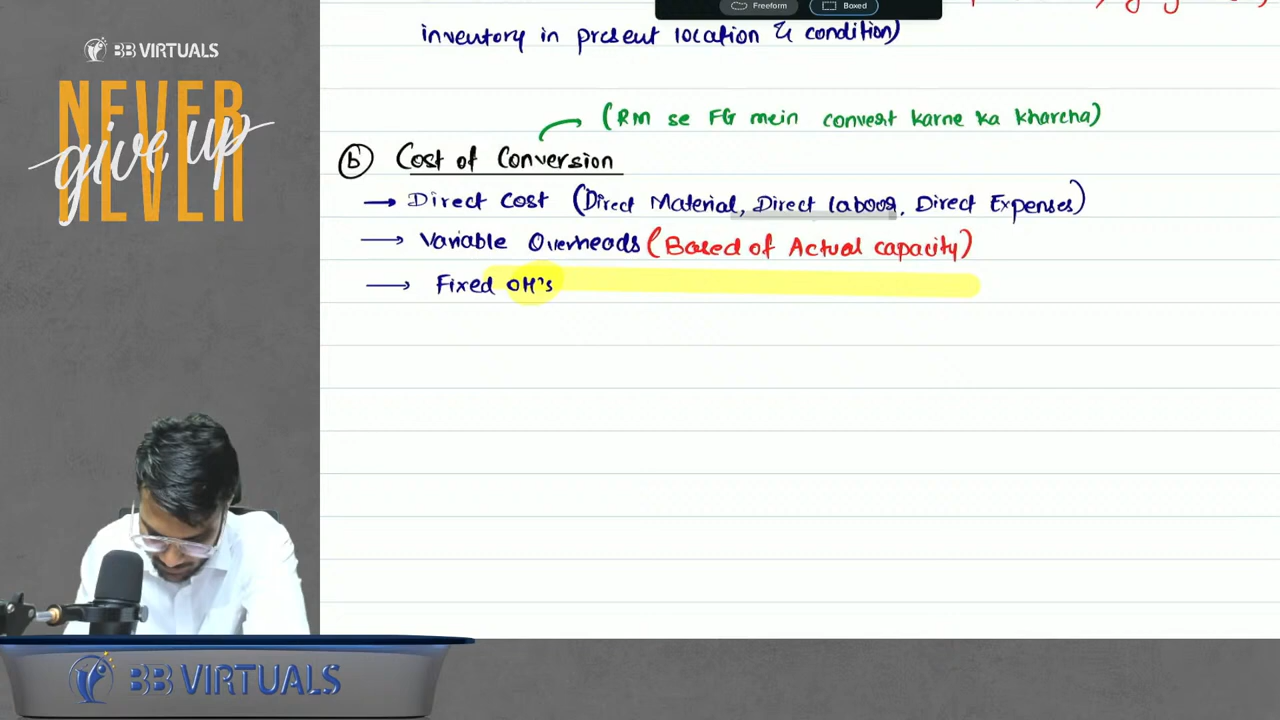 Freeform
Boxed
inventory in present location & condition)
BB VIRTUALS
NEVER
give up
NEVER
(RM se FG mein convert karne ka kharcha)
(b) Cost of Conversion
→ Direct Cost (Direct Material, Direct labour, Direct Expenses)
→ Variable Overheads (Based of Actual capacity)
→ Fixed OH's
BB VIRTUALS